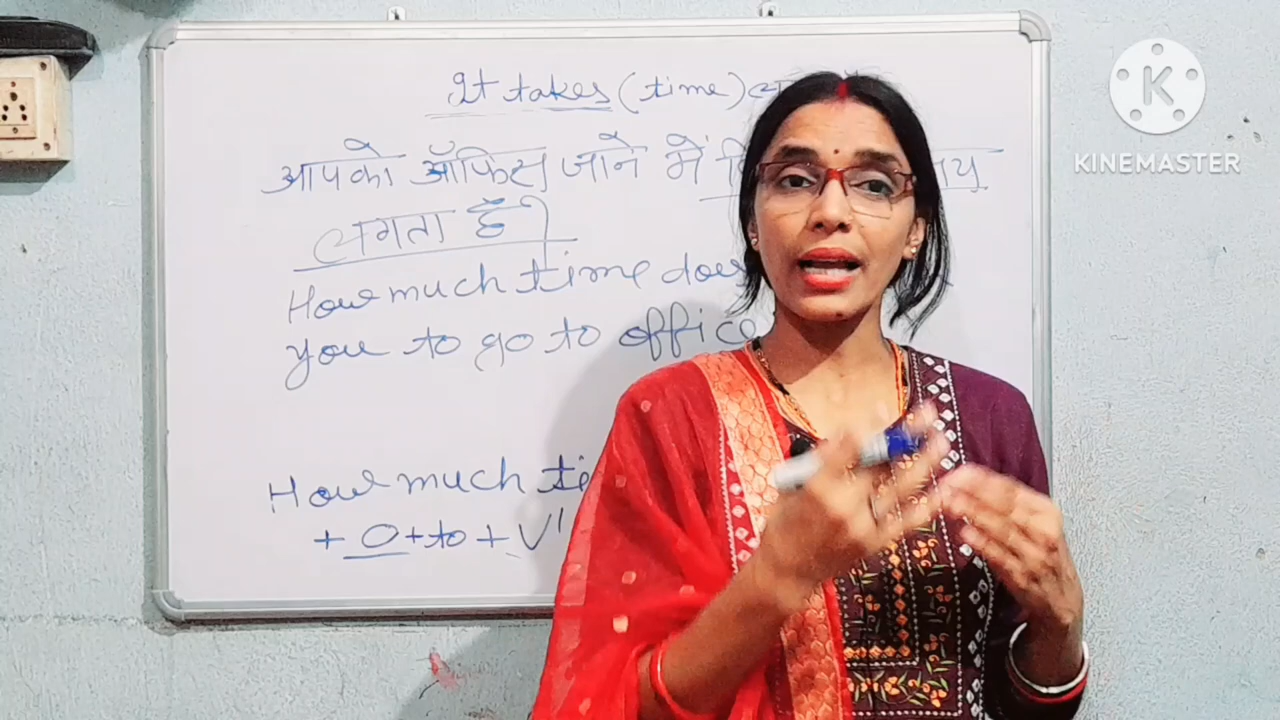 It takes (time)
आपको ऑफिस जाने में
लगता है?
How much time does
you to go to office
How much
+ O + to + V¹
KINEMASTER